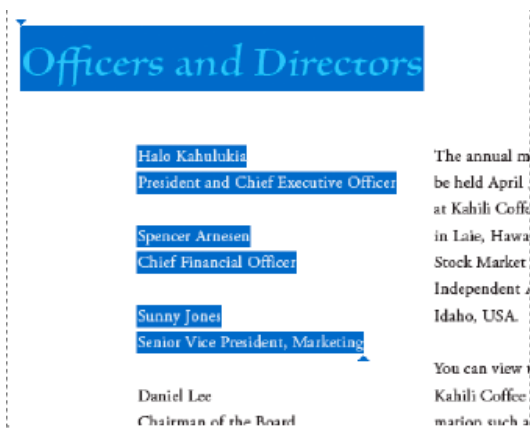 Officers and Directors
Halo Kahulukia
President and Chief Executive Officer
Spencer Arnesen
Chief Financial Officer
Sunny Jones
Senior Vice President, Marketing
Daniel Lee
Chairman of the Board
The annual
be held April
at Kahili
in Laie,
Stock Market
Independent
Idaho, USA.
You can view
Kahili Coffee
mation such